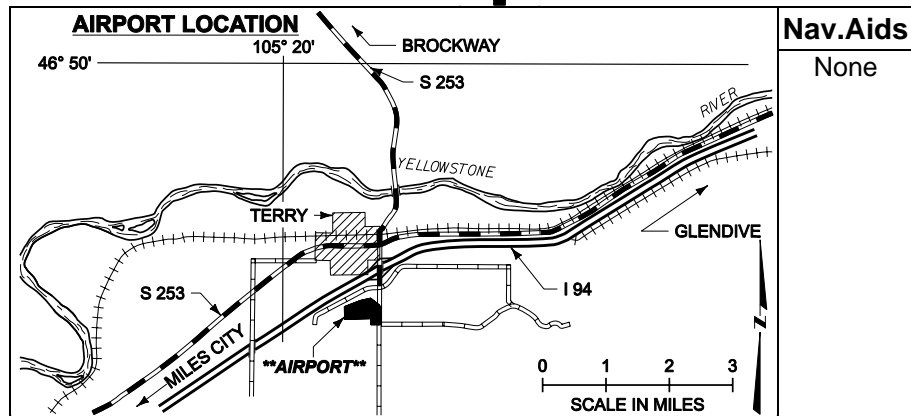 AIRPORT LOCATION
Nav.Aids
None
BROCKWAY
105° 20'
46° 50'
S 253
RIVER
YELLOWSTONE
TERRY
GLENDIVE
S 253
I 94
MILES CITY
**AIRPORT**
N
0 1 2 3
SCALE IN MILES